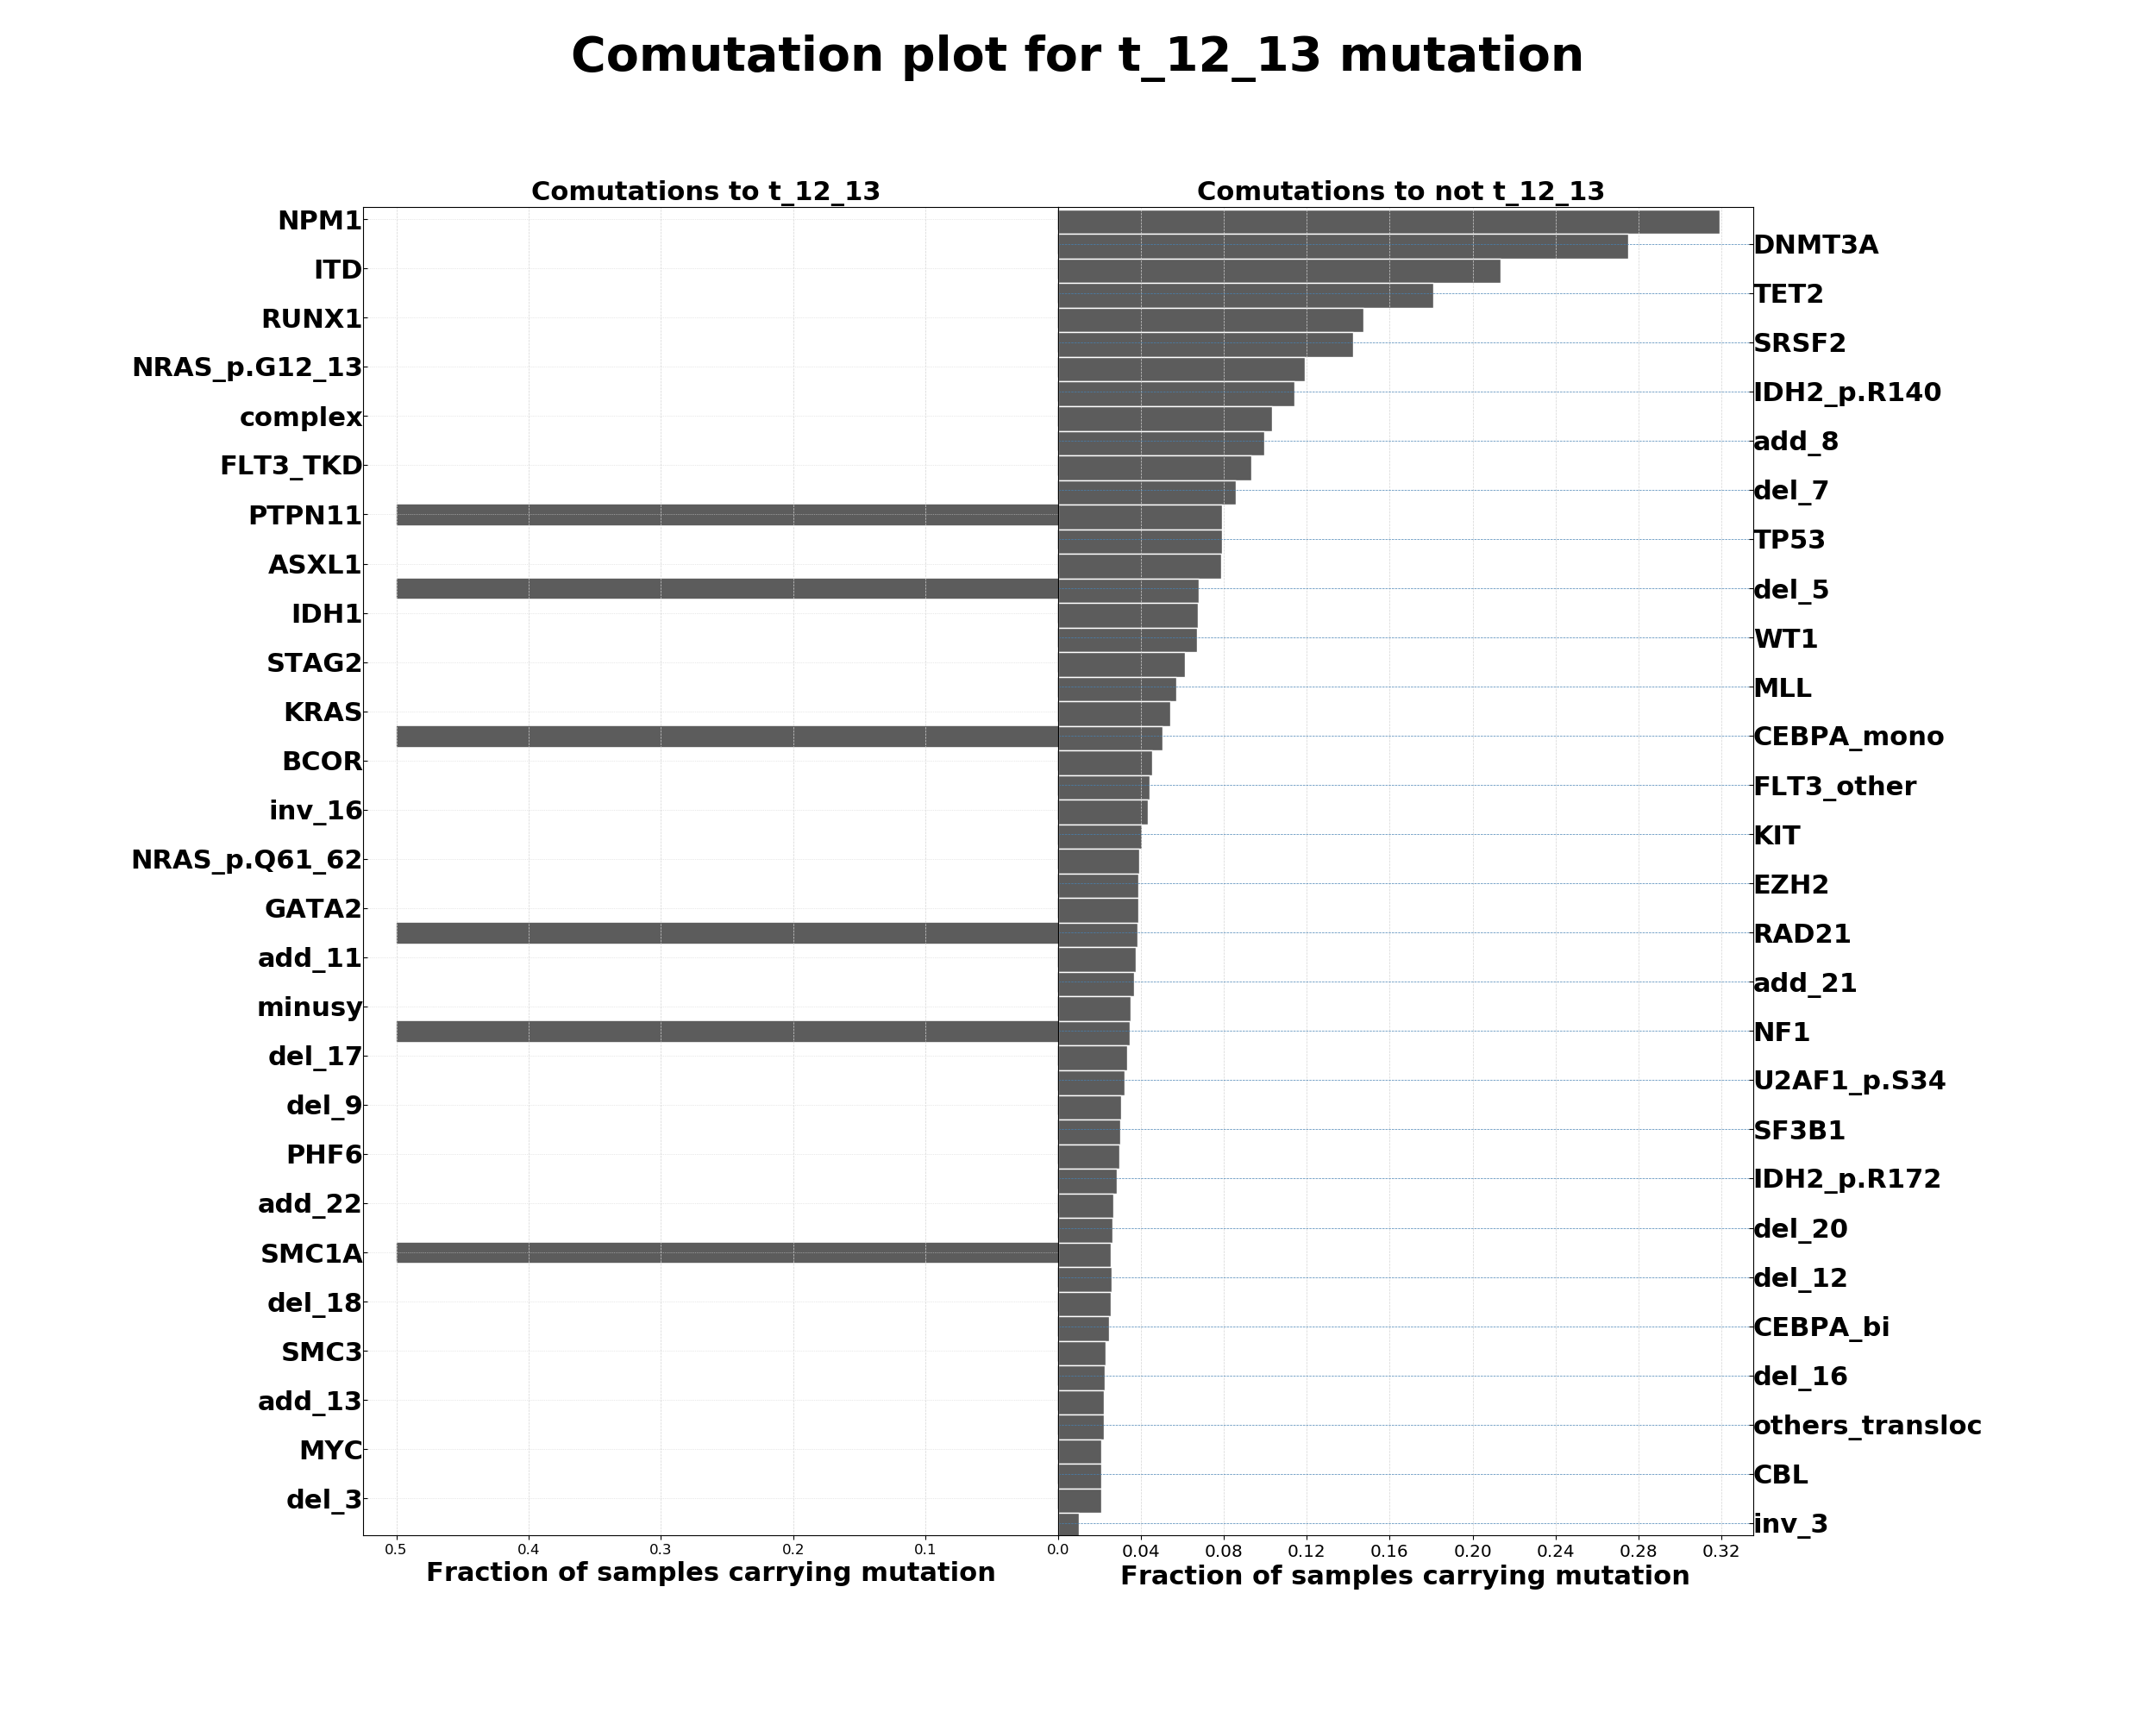 Comutation plot for t_12_13 mutation
Comutations to t_12_13
Comutations to not t_12_13
NPM1
DNMT3A
ITD
TET2
RUNX1
SRSF2
NRAS_p.G12_13
IDH2_p.R140
complex
add_8
FLT3_TKD
del_7
PTPN11
TP53
ASXL1
del_5
IDH1
WT1
STAG2
MLL
KRAS
CEBPA_mono
BCOR
FLT3_other
inv_16
KIT
NRAS_p.Q61_62
EZH2
GATA2
RAD21
add_11
add_21
minusy
NF1
del_17
U2AF1_p.S34
del_9
SF3B1
PHF6
IDH2_p.R172
add_22
del_20
SMC1A
del_12
del_18
CEBPA_bi
SMC3
del_16
add_13
others_transloc
MYC
CBL
del_3
inv_3
0.5 0.4 0.3 0.2 0.1 0.0 0.04 0.08 0.12 0.16 0.20 0.24 0.28 0.32
Fraction of samples carrying mutation
Fraction of samples carrying mutation